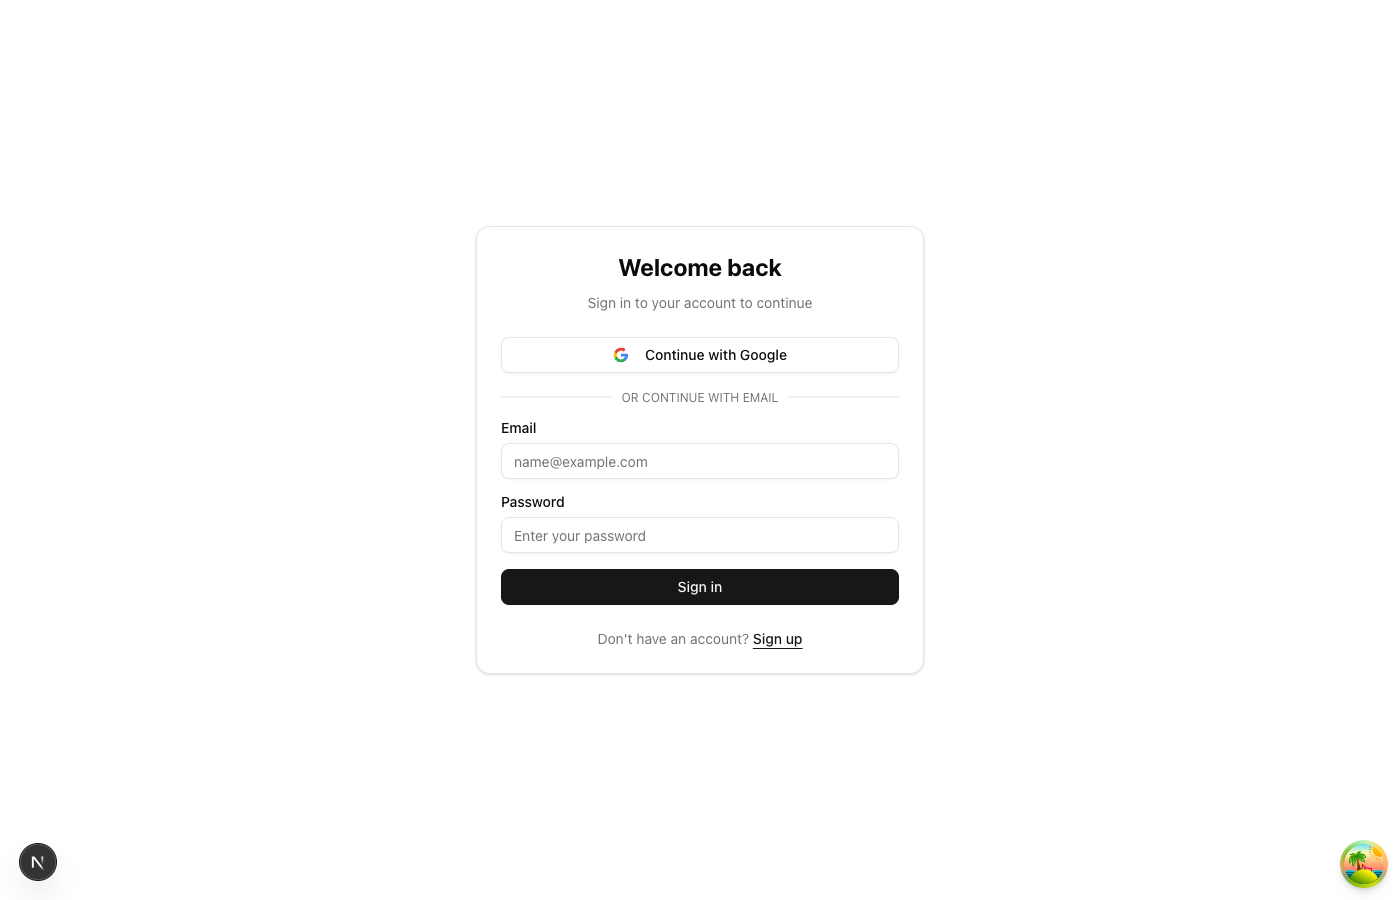 Welcome back
Sign in to your account to continue
Continue with Google
OR CONTINUE WITH EMAIL
Email
name@example.com
Password
Enter your password
Sign in
Don't have an account? Sign up
N